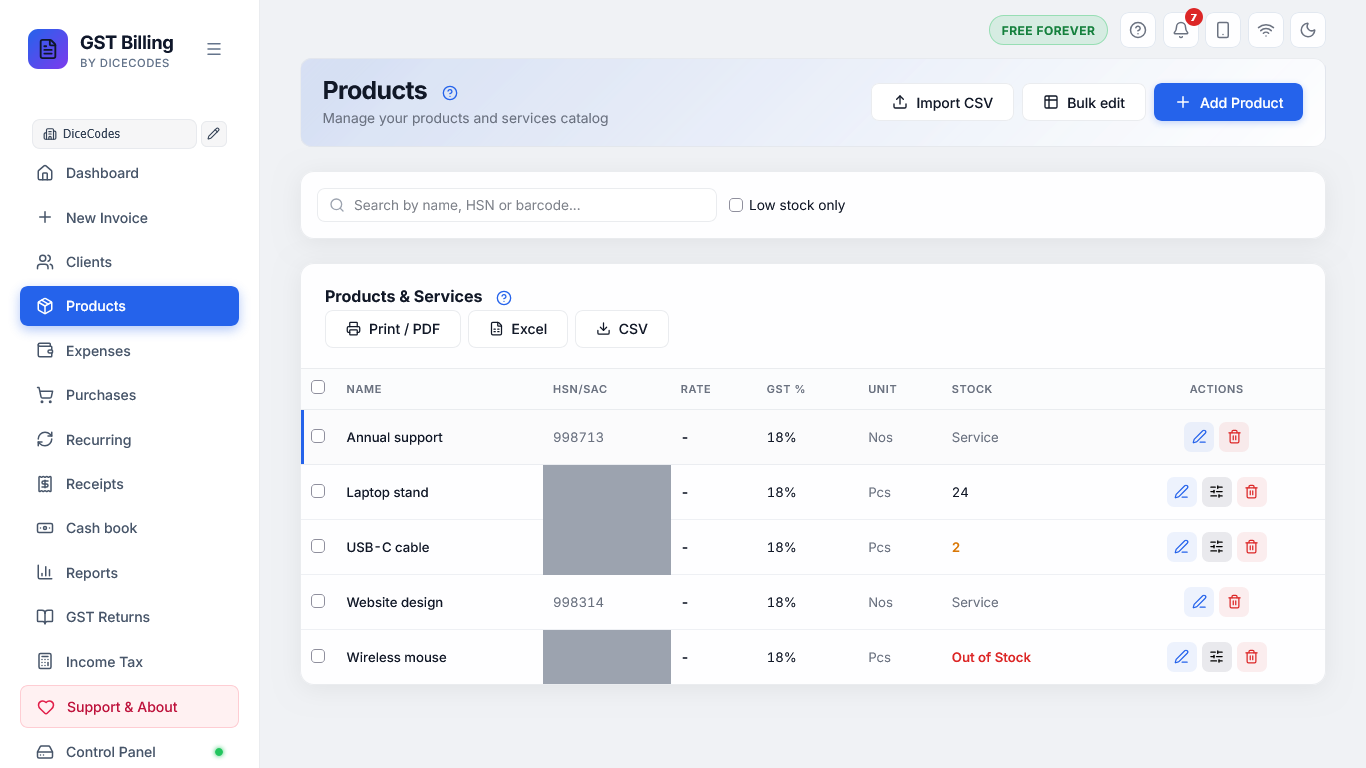 GST Billing
BY DICECODES
DiceCodes
Dashboard
New Invoice
Clients
Products
Expenses
Purchases
Recurring
Receipts
Cash book
Reports
GST Returns
Income Tax
Support & About
Control Panel
FREE FOREVER
7
Products
Manage your products and services catalog
Import CSV
Bulk edit
Add Product
Search by name, HSN or barcode...
Low stock only
Products & Services
Print / PDF
Excel
CSV
NAME HSN/SAC RATE GST % UNIT STOCK ACTIONS
Annual support 998713 - 18% Nos Service
Laptop stand - 18% Pcs 24
USB-C cable - 18% Pcs 2
Website design 998314 - 18% Nos Service
Wireless mouse - 18% Pcs Out of Stock